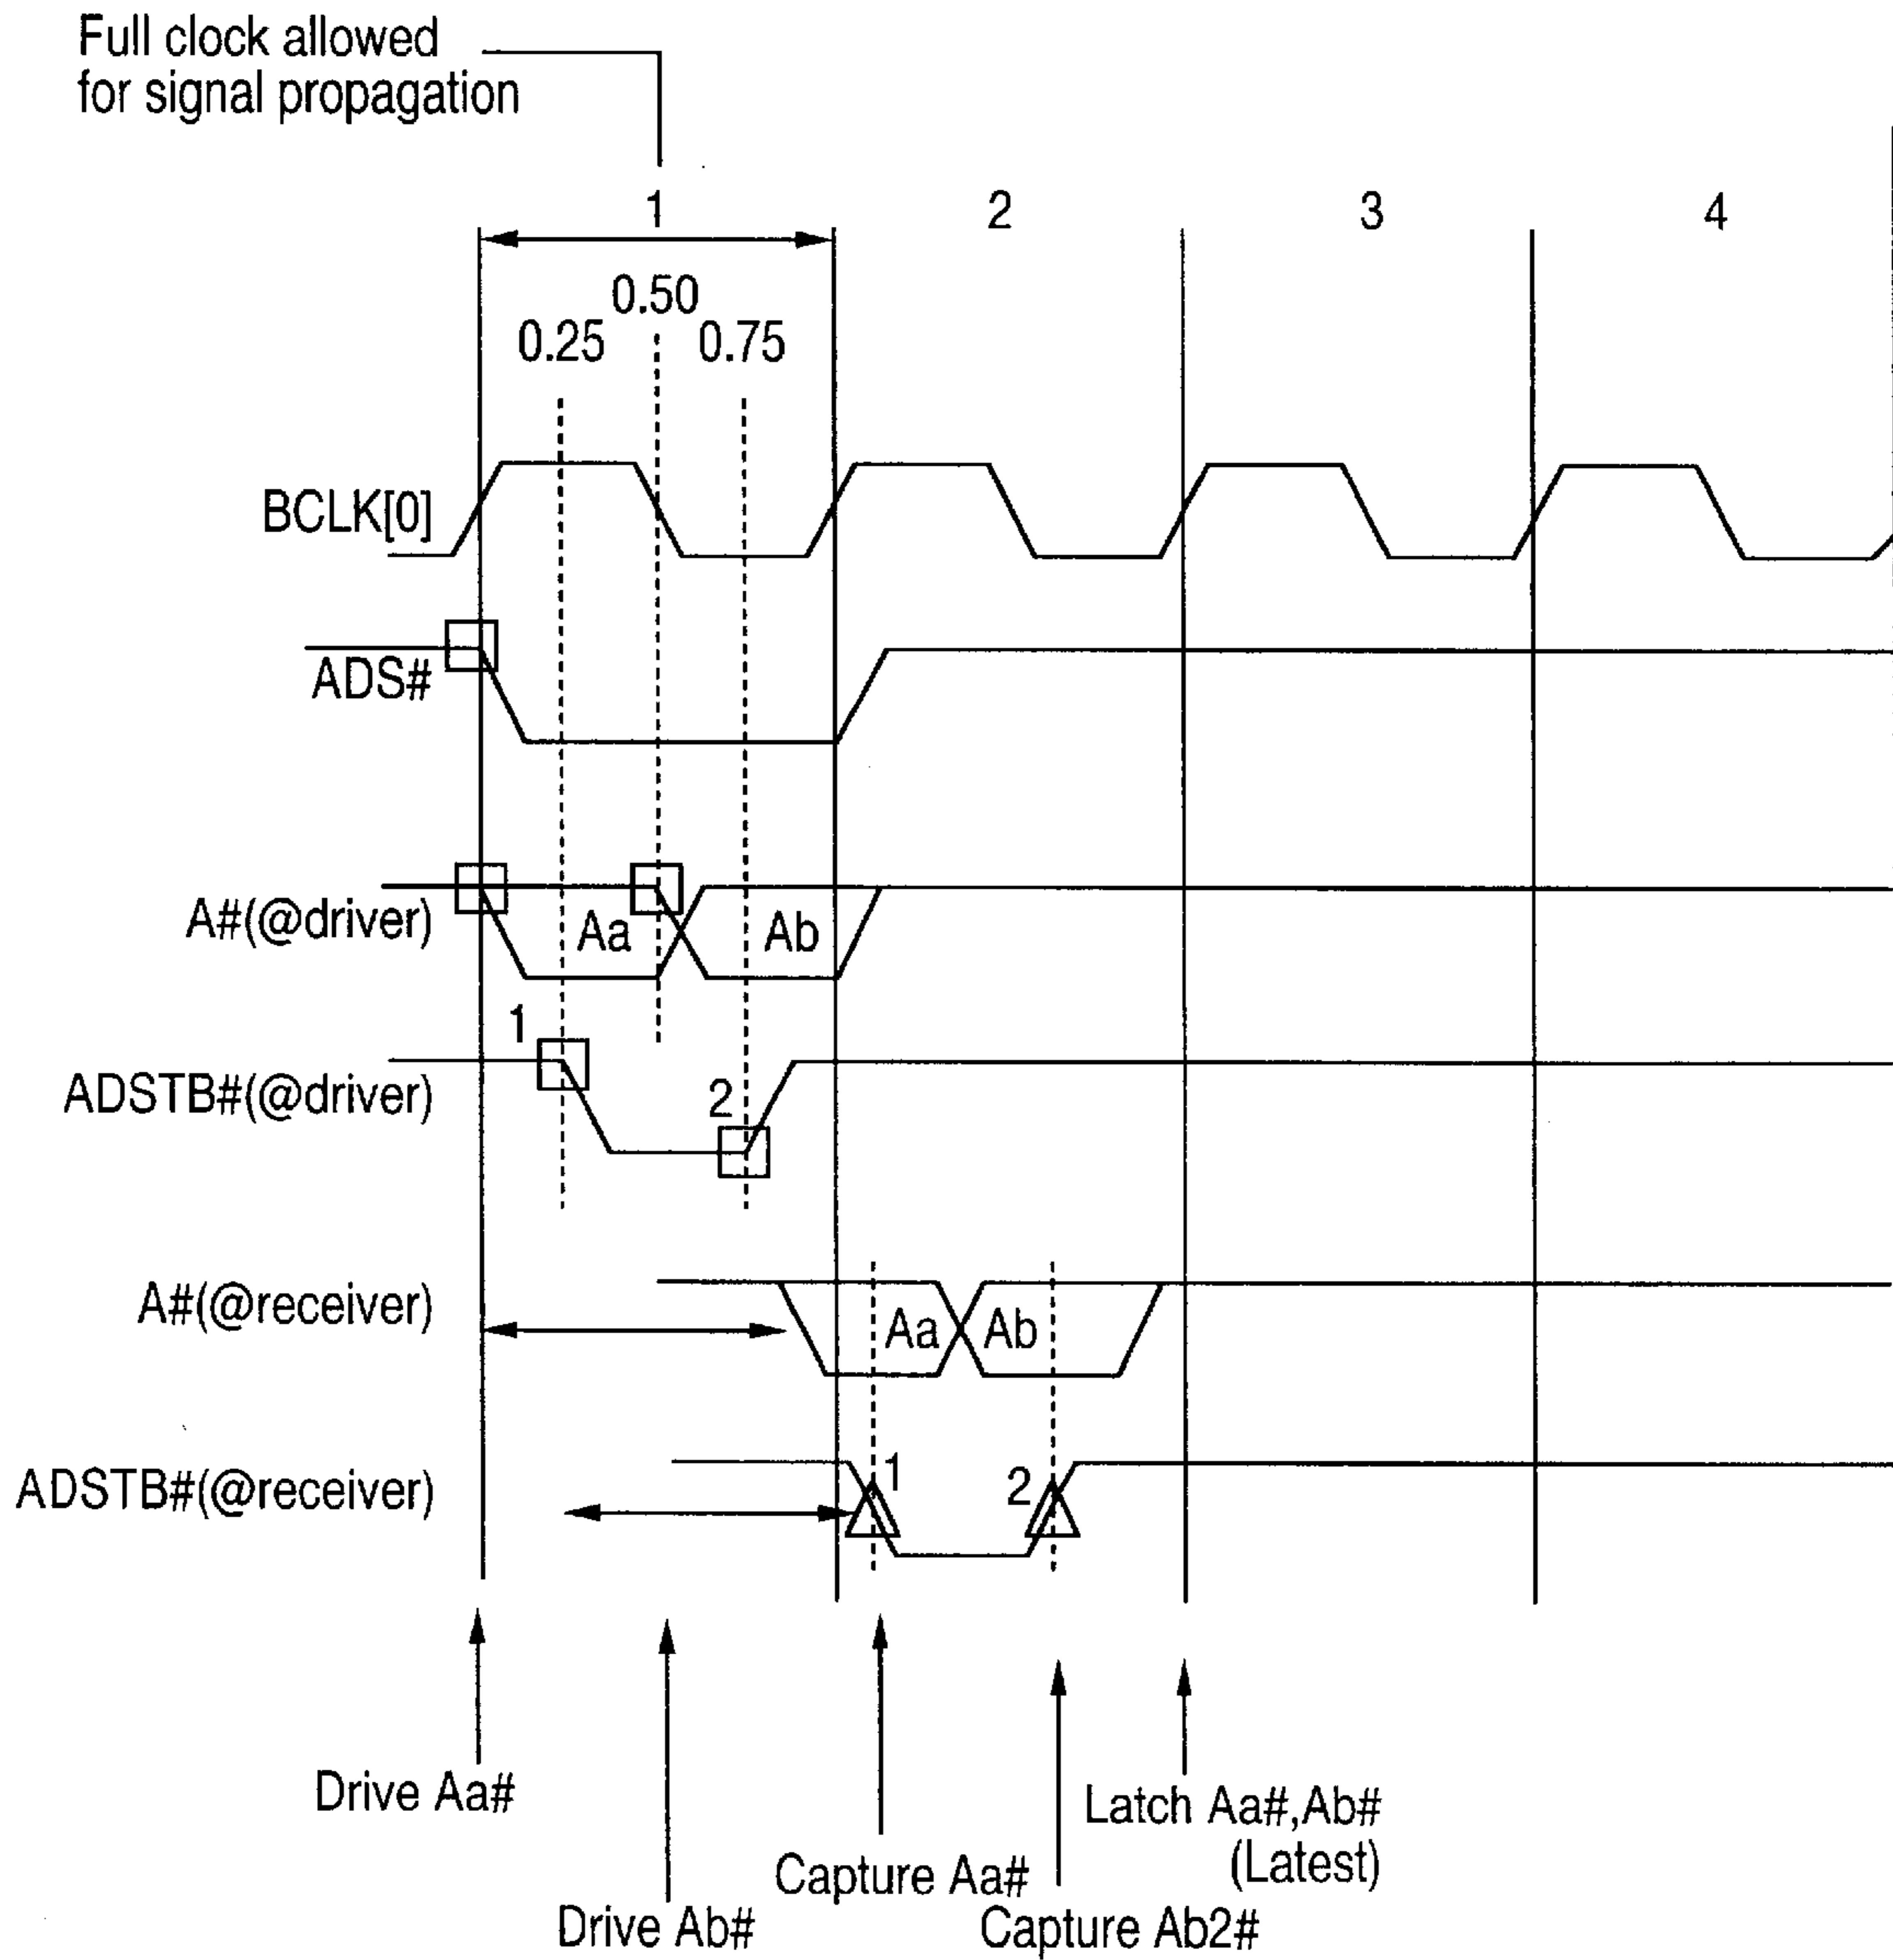 Full clock allowed
for signal propagation
1
2
3
4
0.50
0.25
0.75
BCLK[0]
ADS#
A#(@driver)
Aa
Ab
1
ADSTB#(@driver)
2
A#(@receiver)
Aa
Ab
ADSTB#(@receiver)
1
2
Drive Aa#
Latch Aa#,Ab#
(Latest)
Capture Aa#
Drive Ab#
Capture Ab2#